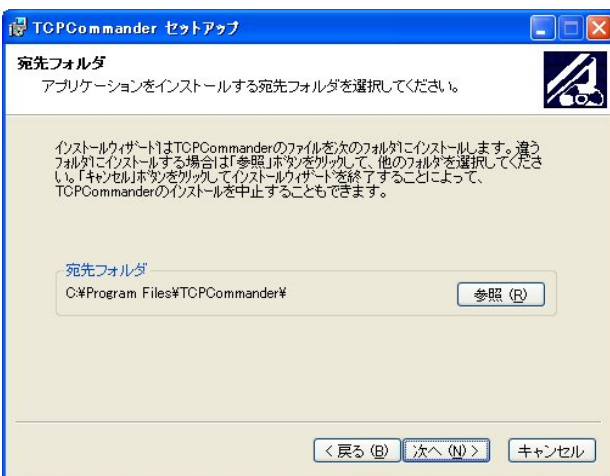 TCPCommander セットアップ
宛先フォルダ
アプリケーションをインストールする宛先フォルダを選択してください。
インストールウィザードはTCPCommanderのファイルを次のフォルダにインストールします。違う
フォルダにインストールする場合は「参照」ボタンをクリックして、他のフォルダを選択してくださ
い。「キャンセル」ボタンをクリックしてインストールウィザードを終了することによって、
TCPCommanderのインストールを中止することもできます。
宛先フォルダ
C:¥Program Files¥TCPCommander¥
参照 (R)
< 戻る (B)
次へ (N) >
キャンセル